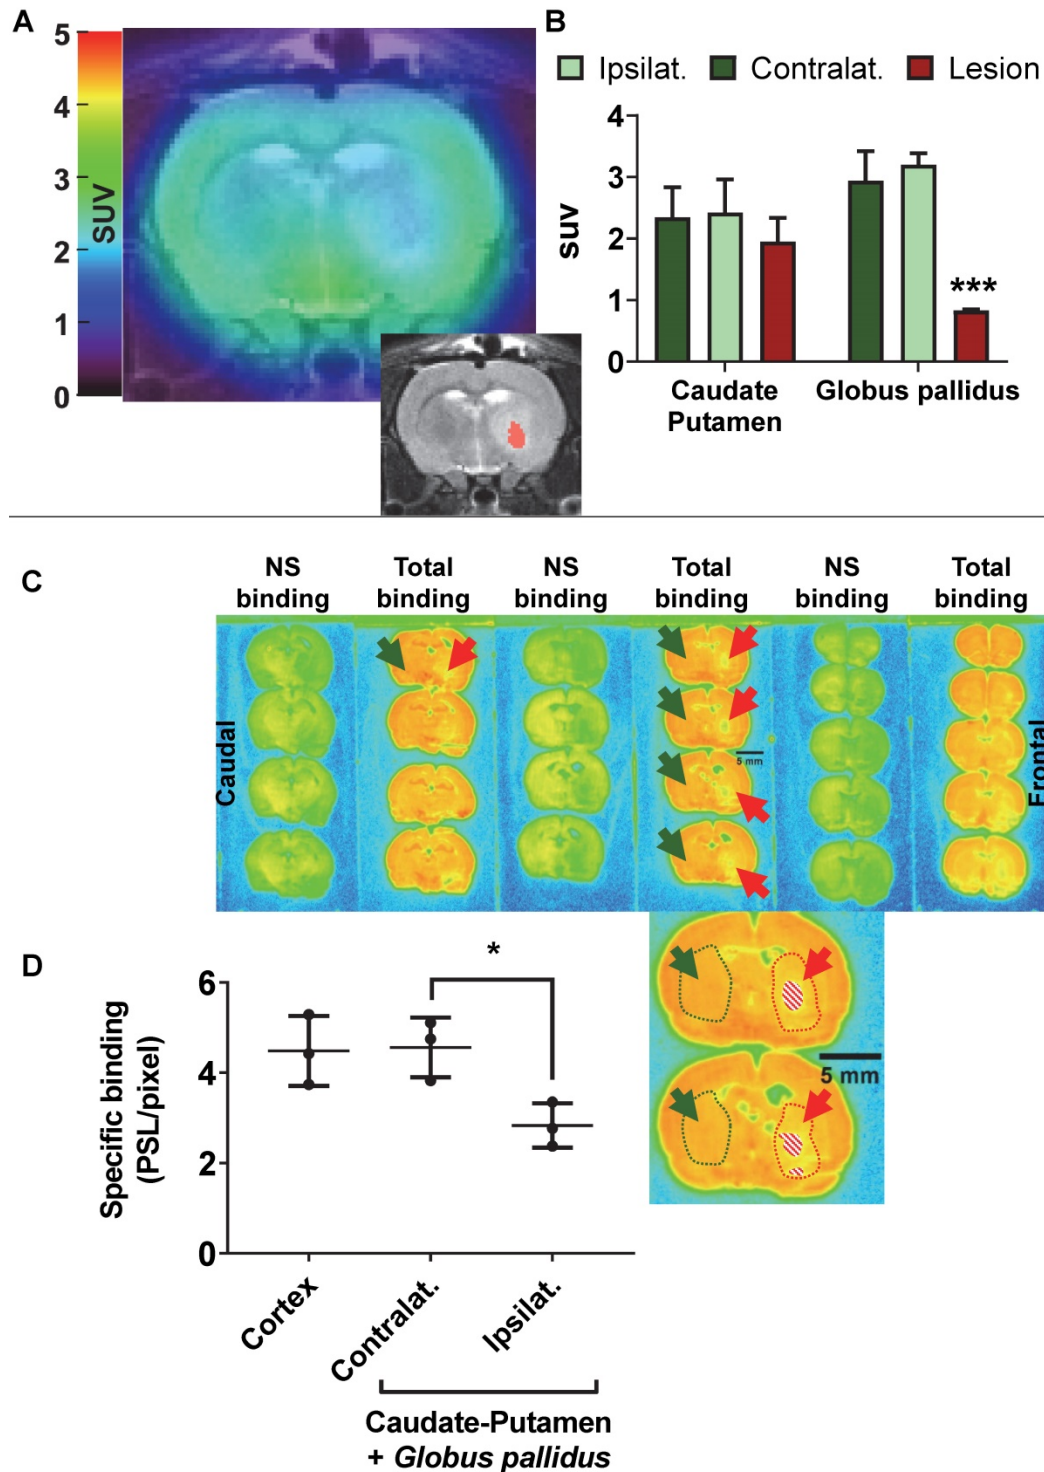 A
5
4
3
2
1
0
SUV
B
Ipsilat. Contralat. Lesion
4
3
2
1
0
suv
***
Caudate
Putamen
Globus pallidus
C
NS
binding
Total
binding
NS
binding
Total
binding
NS
binding
Total
binding
Caudal
5 mm
Frontal
D
*
6
4
2
0
Specific binding
(PSL/pixel)
Cortex
Contralat.
Ipsilat.
Caudate-Putamen
+ Globus pallidus
5 mm